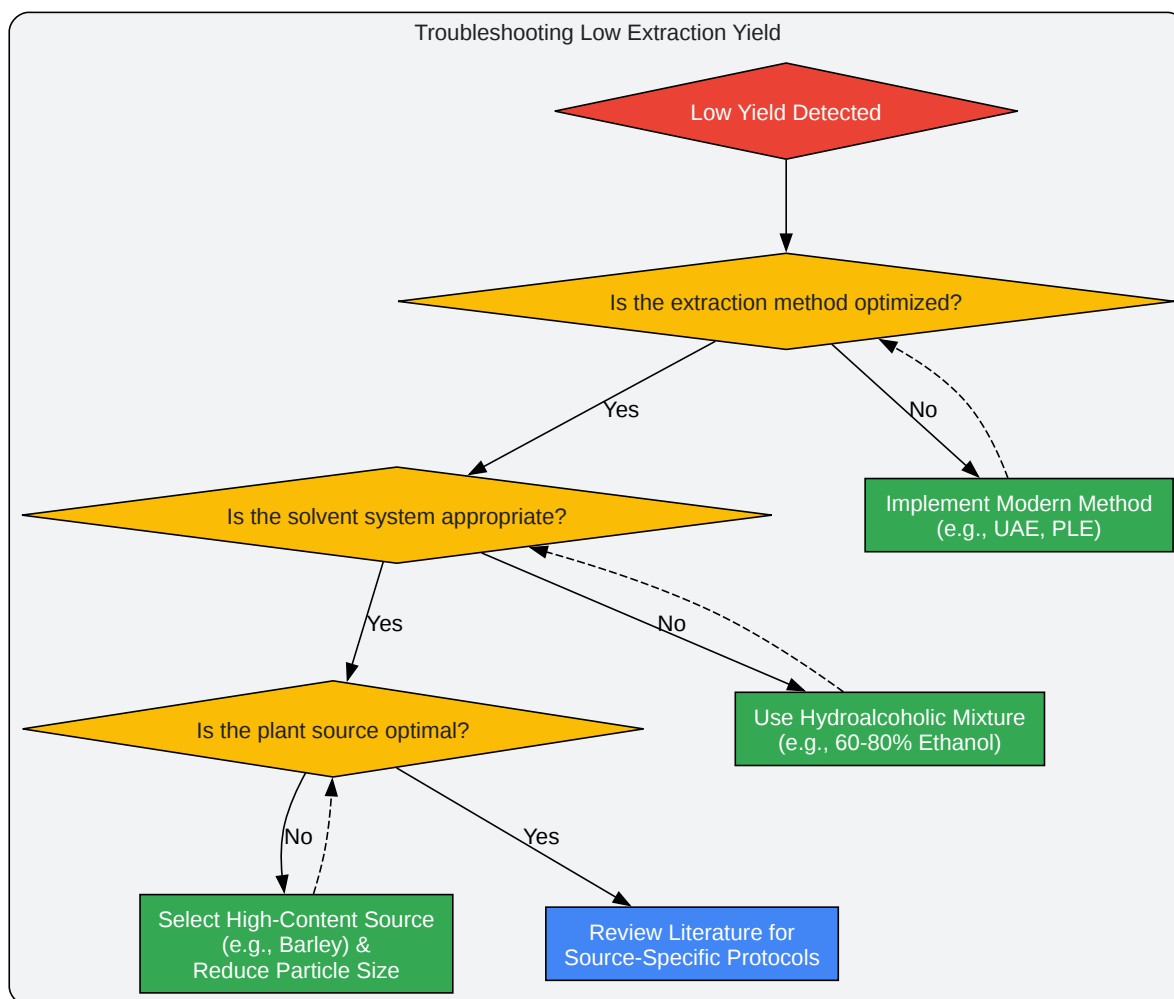 Troubleshooting Low Extraction Yield
Low Yield Detected
Is the extraction method optimized?
Yes
No
Implement Modern Method
(e.g., UAE, PLE)
Is the solvent system appropriate?
Yes
No
Use Hydroalcoholic Mixture
(e.g., 60-80% Ethanol)
Is the plant source optimal?
No
Yes
Select High-Content Source
(e.g., Barley) &
Reduce Particle Size
Review Literature for
Source-Specific Protocols